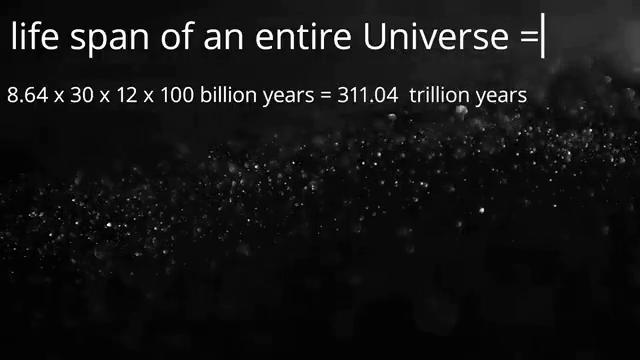 life span of an entire Universe =
8.64 x 30 x 12 x 100 billion years = 311.04 trillion years